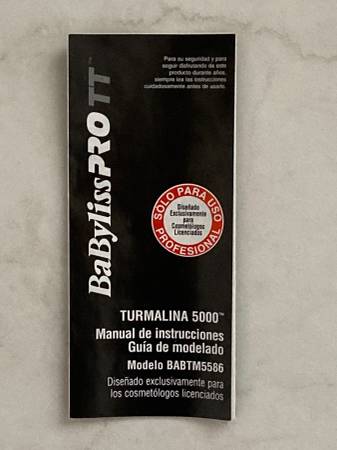 BaBylissPRO TT™
Para su seguridad y para
seguir disfrutando de este
producto durante años,
siempre lea las instrucciones
cuidadosamente antes de usarlo.
SÓLO PARA USO
PROFESIONAL
Diseñado
Exclusivamente
para
Cosmetólogos
Licenciados
TURMALINA 5000™
Manual de instrucciones
Guía de modelado
Modelo BABTM5586
Diseñado exclusivamente para
los cosmetólogos licenciados